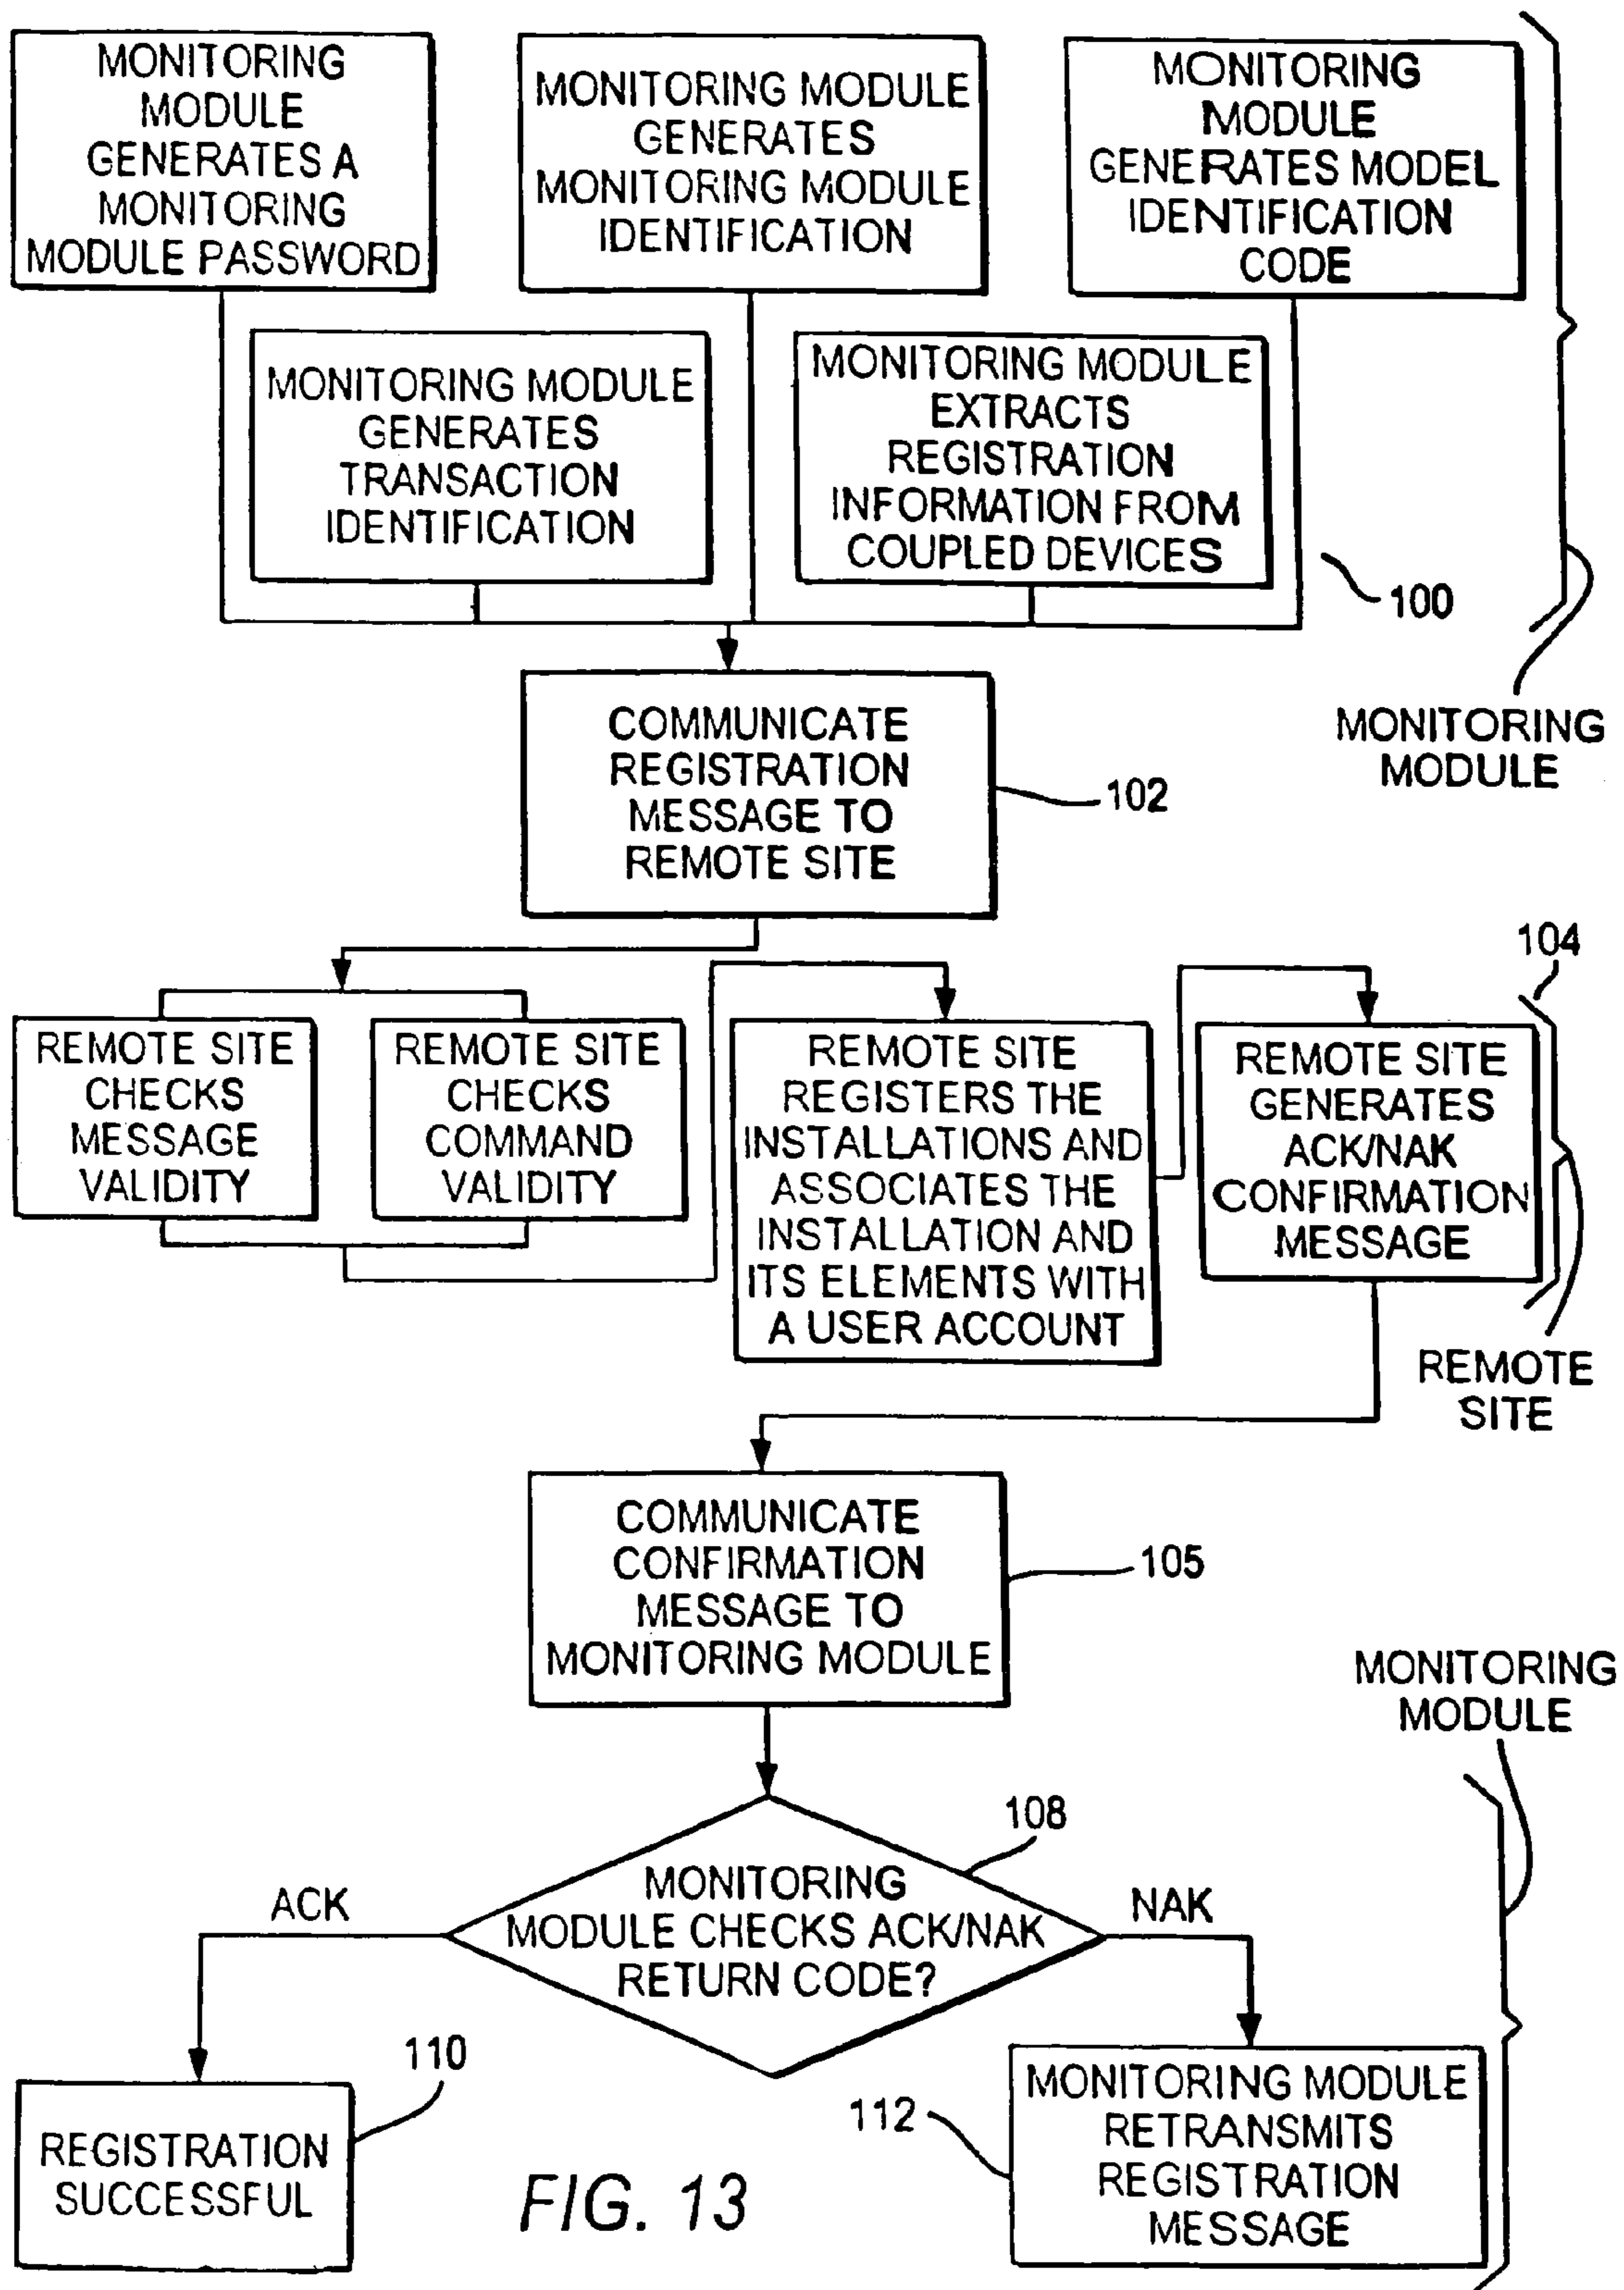 MONITORING
MODULE
GENERATES A
MONITORING
MODULE PASSWORD
MONITORING MODULE
GENERATES
MONITORING MODULE
IDENTIFICATION
MONITORING
MODULE
GENERATES MODEL
IDENTIFICATION
CODE
MONITORING MODULE
GENERATES
TRANSACTION
IDENTIFICATION
MONITORING MODULE
EXTRACTS
REGISTRATION
INFORMATION FROM
COUPLED DEVICES
100
MONITORING
MODULE
COMMUNICATE
REGISTRATION
MESSAGE TO
REMOTE SITE
102
104
REMOTE SITE
CHECKS
MESSAGE
VALIDITY
REMOTE SITE
CHECKS
COMMAND
VALIDITY
REMOTE SITE
REGISTERS THE
INSTALLATIONS AND
ASSOCIATES THE
INSTALLATION AND
ITS ELEMENTS WITH
A USER ACCOUNT
REMOTE SITE
GENERATES
ACK/NAK
CONFIRMATION
MESSAGE
REMOTE
SITE
COMMUNICATE
CONFIRMATION
MESSAGE TO
MONITORING MODULE
105
MONITORING
MODULE
108
MONITORING
MODULE CHECKS ACK/NAK
RETURN CODE?
ACK
NAK
110
REGISTRATION
SUCCESSFUL
112
MONITORING MODULE
RETRANSMITS
REGISTRATION
MESSAGE
FIG. 13